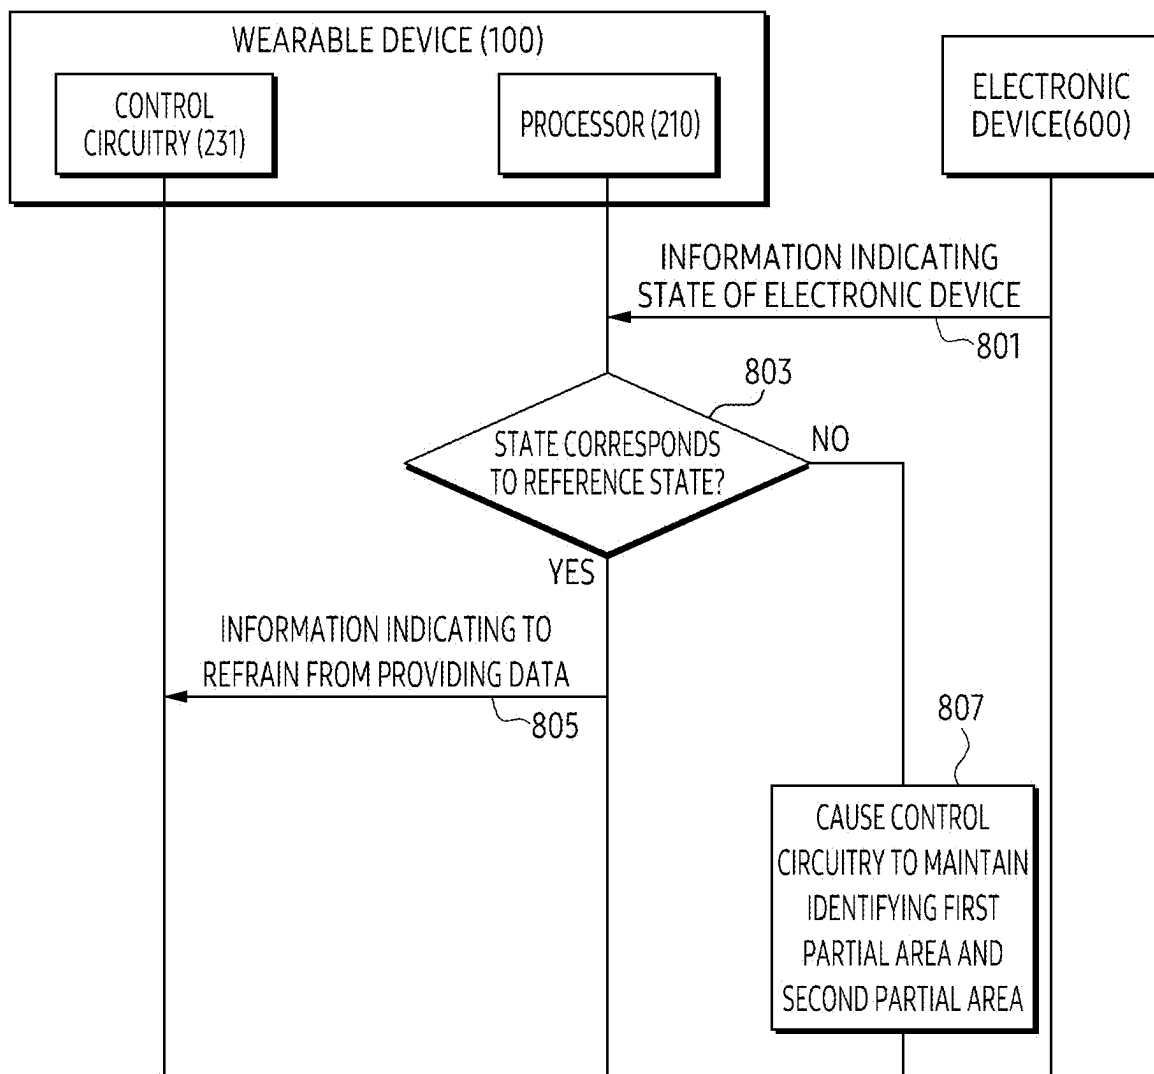 WEARABLE DEVICE (100)
CONTROL
CIRCUITRY (231)
PROCESSOR (210)
ELECTRONIC
DEVICE(600)
INFORMATION INDICATING
STATE OF ELECTRONIC DEVICE
801
803
STATE CORRESPONDS
TO REFERENCE STATE?
NO
YES
INFORMATION INDICATING TO
REFRAIN FROM PROVIDING DATA
805
807
CAUSE CONTROL
CIRCUITRY TO MAINTAIN
IDENTIFYING FIRST
PARTIAL AREA AND
SECOND PARTIAL AREA